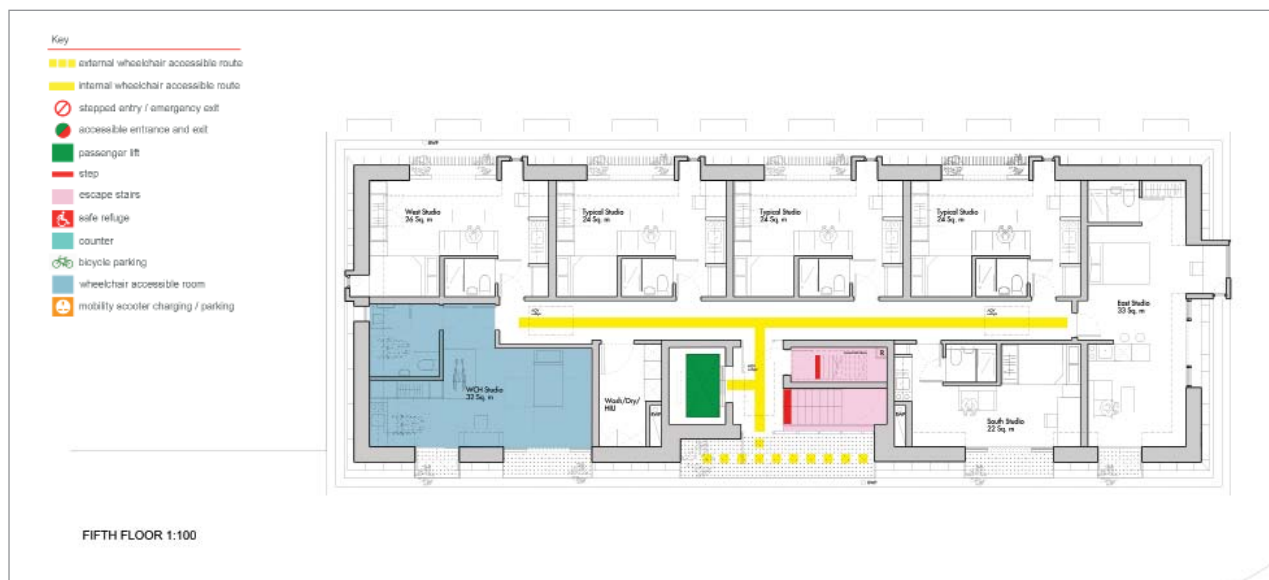 Key
external wheelchair accessible route
internal wheelchair accessible route
stepped entry / emergency exit
accessible entrance and exit
passenger lift
step
escape stairs
safe refuge
counter
bicycle parking
wheelchair accessible room
mobility scooter charging / parking
RWP
West Studio
26 Sq. m
Typical Studio
24 Sq. m
Typical Studio
24 Sq. m
Typical Studio
24 Sq. m
East Studio
33 Sq. m
WCH Studio
33 Sq. m
Wash/Dry/
HIU
R
South Studio
22 Sq. m
RWP
FIFTH FLOOR 1:100